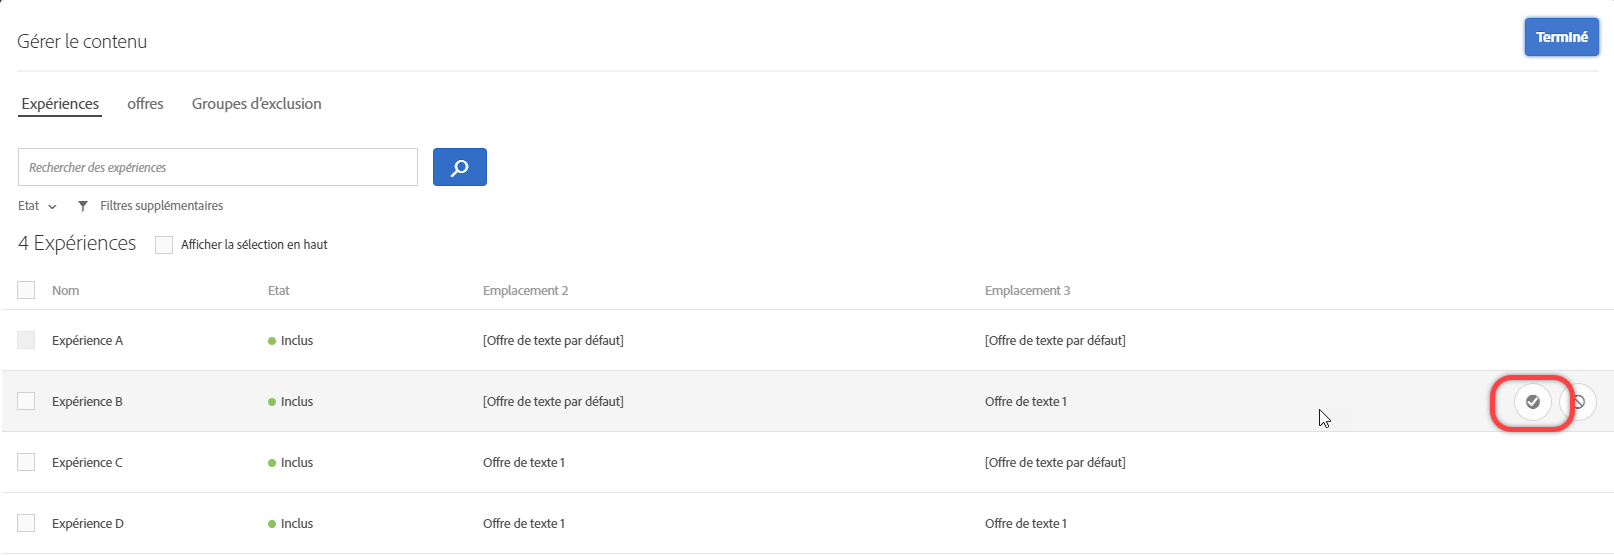 Gérer le contenu
Terminé
Expériences offres Groupes d'exclusion
Rechercher des expériences
Etat Filtres supplémentaires
4 Expériences Afficher la sélection en haut
Nom Etat Emplacement 2 Emplacement 3
Expérience A Inclus [Offre de texte par défaut] [Offre de texte par défaut]
Expérience B Inclus [Offre de texte par défaut] Offre de texte 1
Expérience C Inclus Offre de texte 1 [Offre de texte par défaut]
Expérience D Inclus Offre de texte 1 Offre de texte 1